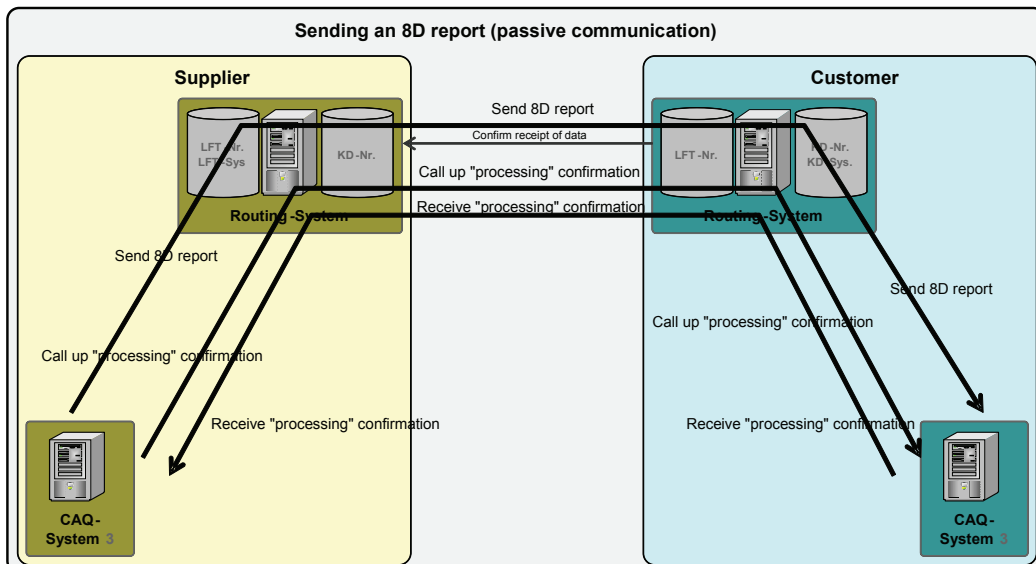 Sending an 8D report (passive communication)
Supplier
Customer
LFT-Nr.
LFT-Sys
KD-Nr.
Routing-System
Send 8D report
Confirm receipt of data
Call up "processing" confirmation
Receive "processing" confirmation
LFT-Nr.
KD-Nr.
KD-Sys.
Routing-System
Send 8D report
Call up "processing" confirmation
Receive "processing" confirmation
Send 8D report
Call up "processing" confirmation
Receive "processing" confirmation
CAQ-
System 3
CAQ-
System 3